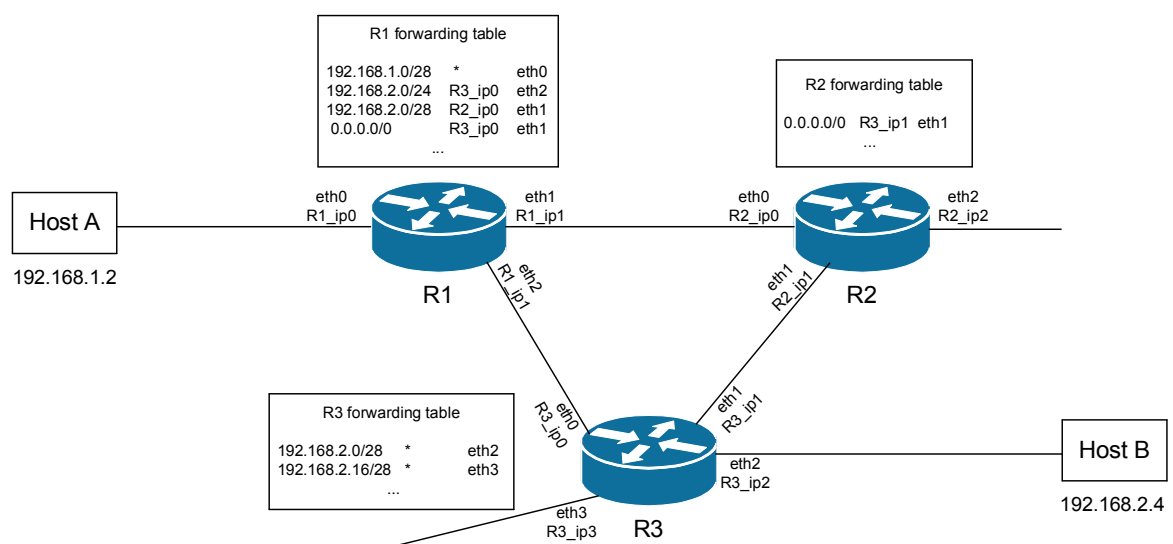 R1 forwarding table
192.168.1.0/28 * eth0
192.168.2.0/24 R3_ip0 eth2
192.168.2.0/28 R2_ip0 eth1
0.0.0.0/0 R3_ip0 eth1
...
R2 forwarding table
0.0.0.0/0 R3_ip1 eth1
...
Host A
192.168.1.2
eth0
R1_ip0
eth1
R1_ip1
eth2
R1_ip1
R1
eth0
R2_ip0
eth2
R2_ip2
eth1
R2_ip1
R2
R3 forwarding table
192.168.2.0/28 * eth2
192.168.2.16/28 * eth3
...
eth0
R3_ip0
eth1
R3_ip1
eth2
R3_ip2
eth3
R3_ip3
R3
Host B
192.168.2.4